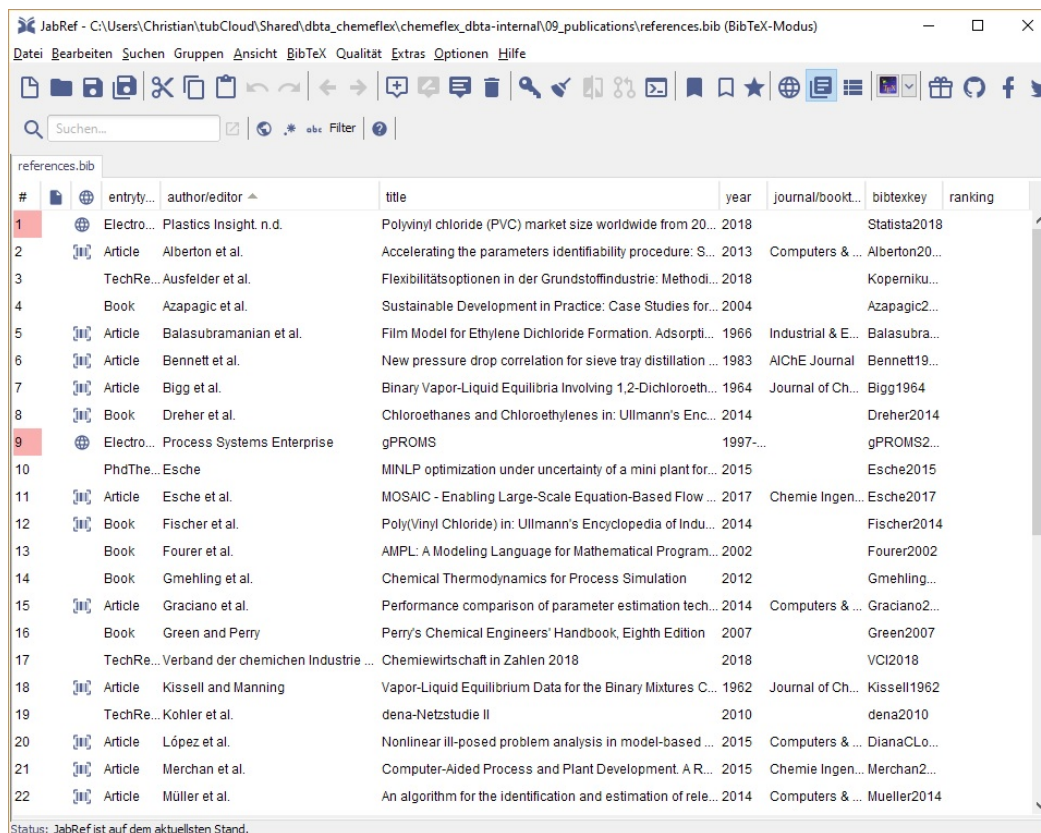 JabRef - C:\Users\Christian\tubCloud\Shared\dbta_chemeflex\chemeflex_dbta-internal\09_publications\references.bib (BibTeX-Modus)
Datei Bearbeiten Suchen Gruppen Ansicht BibTeX Qualität Extras Optionen Hilfe
Suchen... abc Filter
references.bib
# entryty... author/editor title year journal/bookt... bibtexkey ranking
1 Electro... Plastics Insight. n.d. Polyvinyl chloride (PVC) market size worldwide from 20... 2018 Statista2018
2 Article Alberton et al. Accelerating the parameters identifiability procedure: S... 2013 Computers & ... Alberton20...
3 TechRe... Ausfelder et al. Flexibilitätsoptionen in der Grundstoffindustrie: Methodi... 2018 Koperniku...
4 Book Azapagic et al. Sustainable Development in Practice: Case Studies for... 2004 Azapagic2...
5 Article Balasubramanian et al. Film Model for Ethylene Dichloride Formation. Adsorpti... 1966 Industrial & E... Balasubra...
6 Article Bennett et al. New pressure drop correlation for sieve tray distillation ... 1983 AIChE Journal Bennett19...
7 Article Bigg et al. Binary Vapor-Liquid Equilibria Involving 1,2-Dichloroeth... 1964 Journal of Ch... Bigg1964
8 Book Dreher et al. Chloroethanes and Chloroethylenes in: Ullmann's Enc... 2014 Dreher2014
9 Electro... Process Systems Enterprise gPROMS 1997-... gPROMS2...
10 PhdThe... Esche MINLP optimization under uncertainty of a mini plant for... 2015 Esche2015
11 Article Esche et al. MOSAIC - Enabling Large-Scale Equation-Based Flow ... 2017 Chemie Ingen... Esche2017
12 Book Fischer et al. Poly(Vinyl Chloride) in: Ullmann's Encyclopedia of Indu... 2014 Fischer2014
13 Book Fourer et al. AMPL: A Modeling Language for Mathematical Program... 2002 Fourer2002
14 Book Gmehling et al. Chemical Thermodynamics for Process Simulation 2012 Gmehling...
15 Article Graciano et al. Performance comparison of parameter estimation tech... 2014 Computers & ... Graciano2...
16 Book Green and Perry Perry's Chemical Engineers' Handbook, Eighth Edition 2007 Green2007
17 TechRe... Verband der chemichen Industrie ... Chemiewirtschaft in Zahlen 2018 2018 VCI2018
18 Article Kissell and Manning Vapor-Liquid Equilibrium Data for the Binary Mixtures C... 1962 Journal of Ch... Kissell1962
19 TechRe... Kohler et al. dena-Netzstudie II 2010 dena2010
20 Article López et al. Nonlinear ill-posed problem analysis in model-based ... 2015 Computers & ... DianaCLo...
21 Article Merchan et al. Computer-Aided Process and Plant Development. A R... 2015 Chemie Ingen... Merchan2...
22 Article Müller et al. An algorithm for the identification and estimation of rele... 2014 Computers & ... Mueller2014
Status: JabRef ist auf dem aktuellsten Stand.